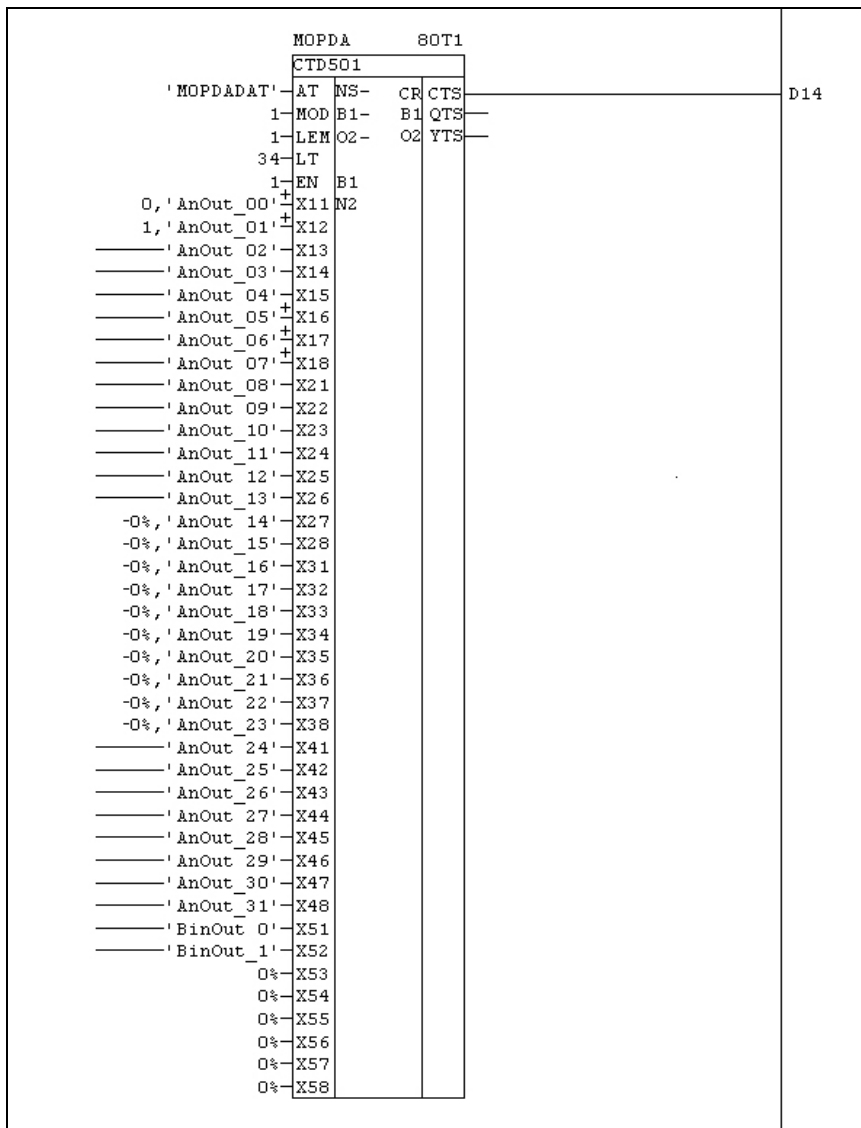 MOPDA 80T1
CTD501
'MOPDADAT' AT NS- CR CTS D14
1 MOD B1- B1 QTS
1 LEM O2- O2 YTS
34 LT
1 EN B1
0,'AnOut_00' + X11 N2
1,'AnOut_01' + X12
'AnOut_02' X13
'AnOut_03' X14
'AnOut_04' X15
'AnOut_05' + X16
'AnOut_06' + X17
'AnOut_07' + X18
'AnOut_08' X21
'AnOut_09' X22
'AnOut_10' X23
'AnOut_11' X24
'AnOut_12' X25
'AnOut_13' X26
-0%,'AnOut_14' X27
-0%,'AnOut_15' X28
-0%,'AnOut_16' X31
-0%,'AnOut_17' X32
-0%,'AnOut_18' X33
-0%,'AnOut_19' X34
-0%,'AnOut_20' X35
-0%,'AnOut_21' X36
-0%,'AnOut_22' X37
-0%,'AnOut_23' X38
'AnOut_24' X41
'AnOut_25' X42
'AnOut_26' X43
'AnOut_27' X44
'AnOut_28' X45
'AnOut_29' X46
'AnOut_30' X47
'AnOut_31' X48
'BinOut_0' X51
'BinOut_1' X52
0% X53
0% X54
0% X55
0% X56
0% X57
0% X58